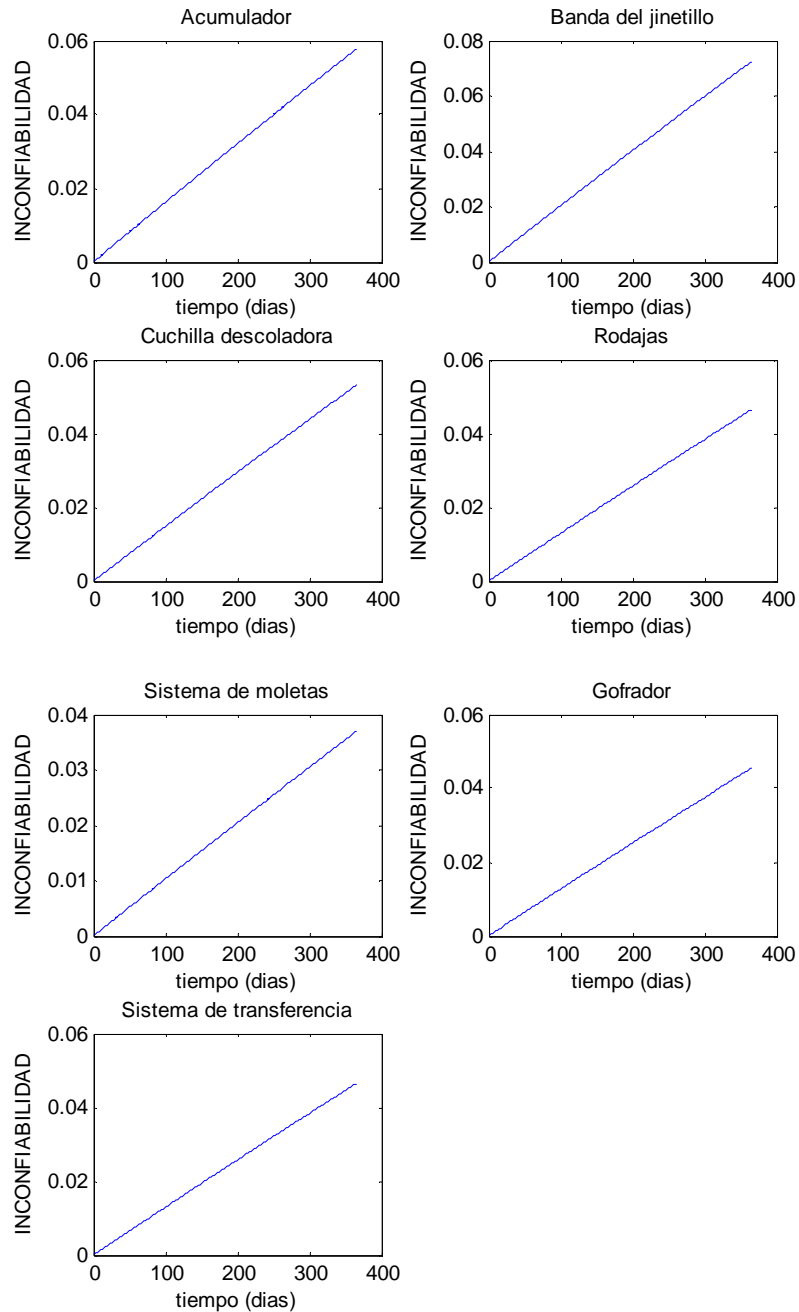 Acumulador
INCONFIABILIDAD
0.06
0.04
0.02
0
0 100 200 300 400
tiempo (dias)
Banda del jinetillo
INCONFIABILIDAD
0.08
0.06
0.04
0.02
0
0 100 200 300 400
tiempo (dias)
Cuchilla descoladora
INCONFIABILIDAD
0.06
0.04
0.02
0
0 100 200 300 400
tiempo (dias)
Rodajas
INCONFIABILIDAD
0.06
0.04
0.02
0
0 100 200 300 400
tiempo (dias)
Sistema de moletas
INCONFIABILIDAD
0.04
0.03
0.02
0.01
0
0 100 200 300 400
tiempo (dias)
Gofrador
INCONFIABILIDAD
0.06
0.04
0.02
0
0 100 200 300 400
tiempo (dias)
Sistema de transferencia
INCONFIABILIDAD
0.06
0.04
0.02
0
0 100 200 300 400
tiempo (dias)